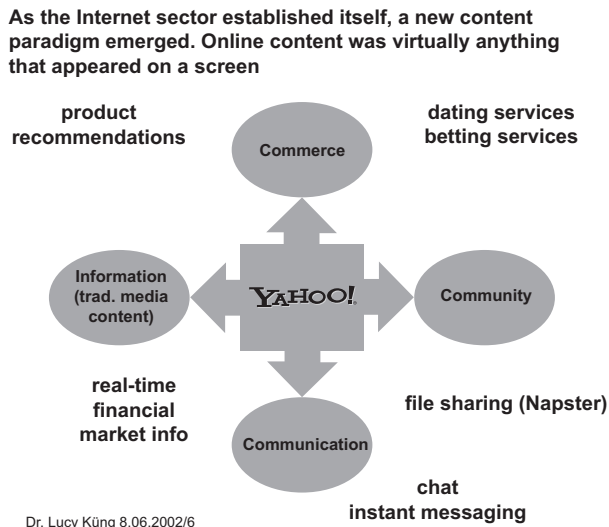 As the Internet sector established itself, a new content
paradigm emerged. Online content was virtually anything
that appeared on a screen
product
recommendations
dating services
betting services
Commerce
Information
(trad. media
content)
YAHOO!
Community
real-time
financial
market info
file sharing (Napster)
Communication
chat
instant messaging
Dr. Lucy Küng 8.06.2002/6